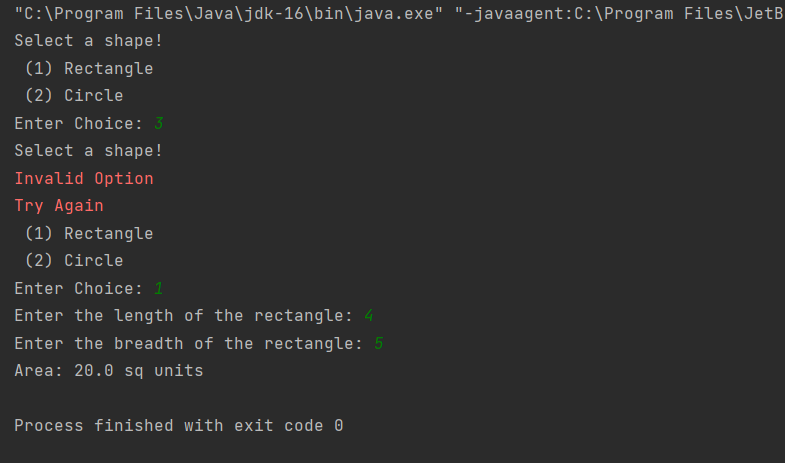 "C:\Program Files\Java\jdk-16\bin\java.exe" "-javaagent:C:\Program Files\JetB
Select a shape!
 (1) Rectangle
 (2) Circle
Enter Choice: 3
Select a shape!
Invalid Option
Try Again
 (1) Rectangle
 (2) Circle
Enter Choice: 1
Enter the length of the rectangle: 4
Enter the breadth of the rectangle: 5
Area: 20.0 sq units
Process finished with exit code 0